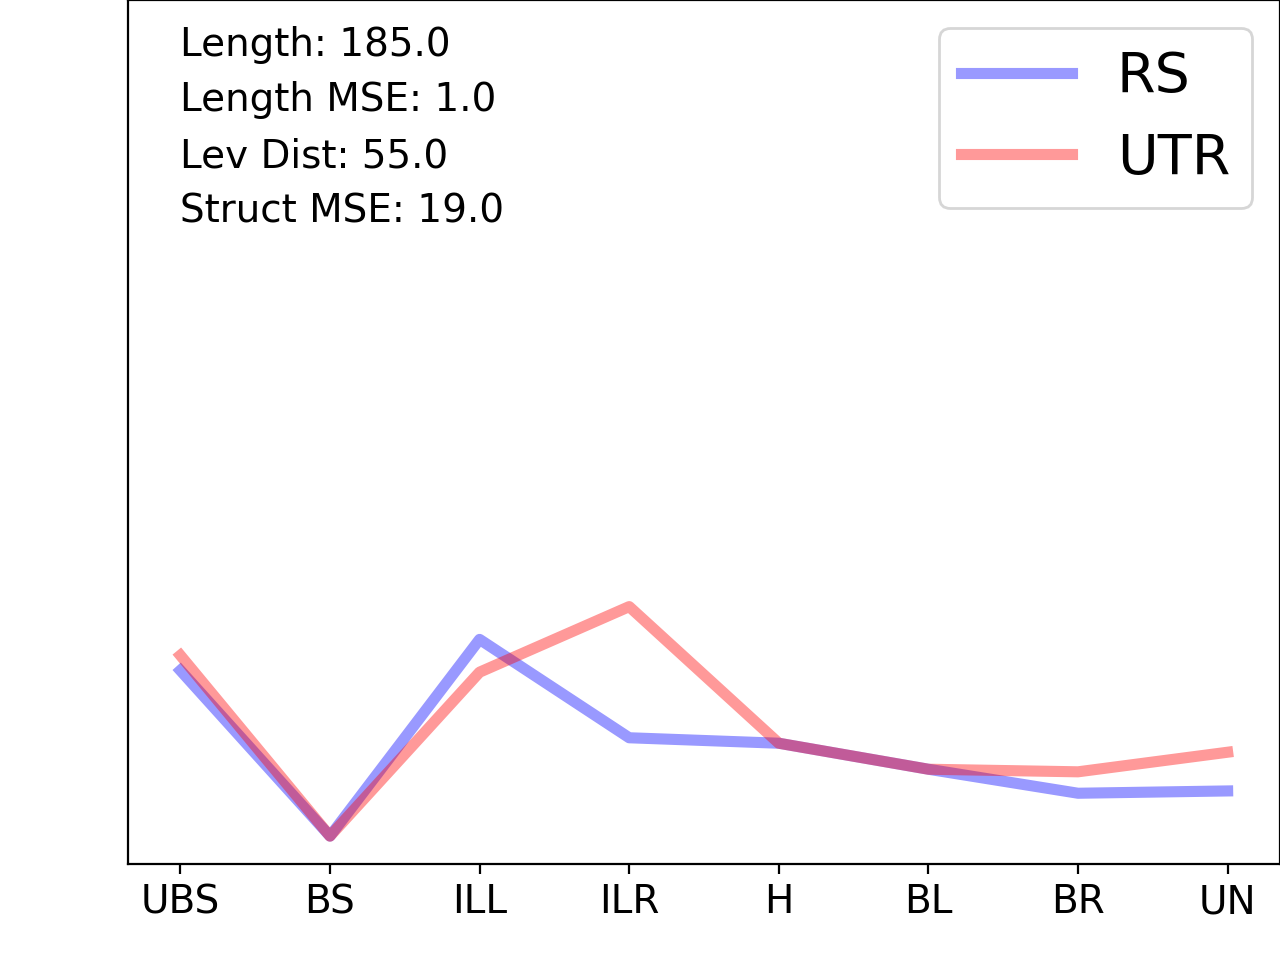 Length: 185.0
Length MSE: 1.0
Lev Dist: 55.0
Struct MSE: 19.0
RS
UTR
UBS BS ILL ILR H BL BR UN